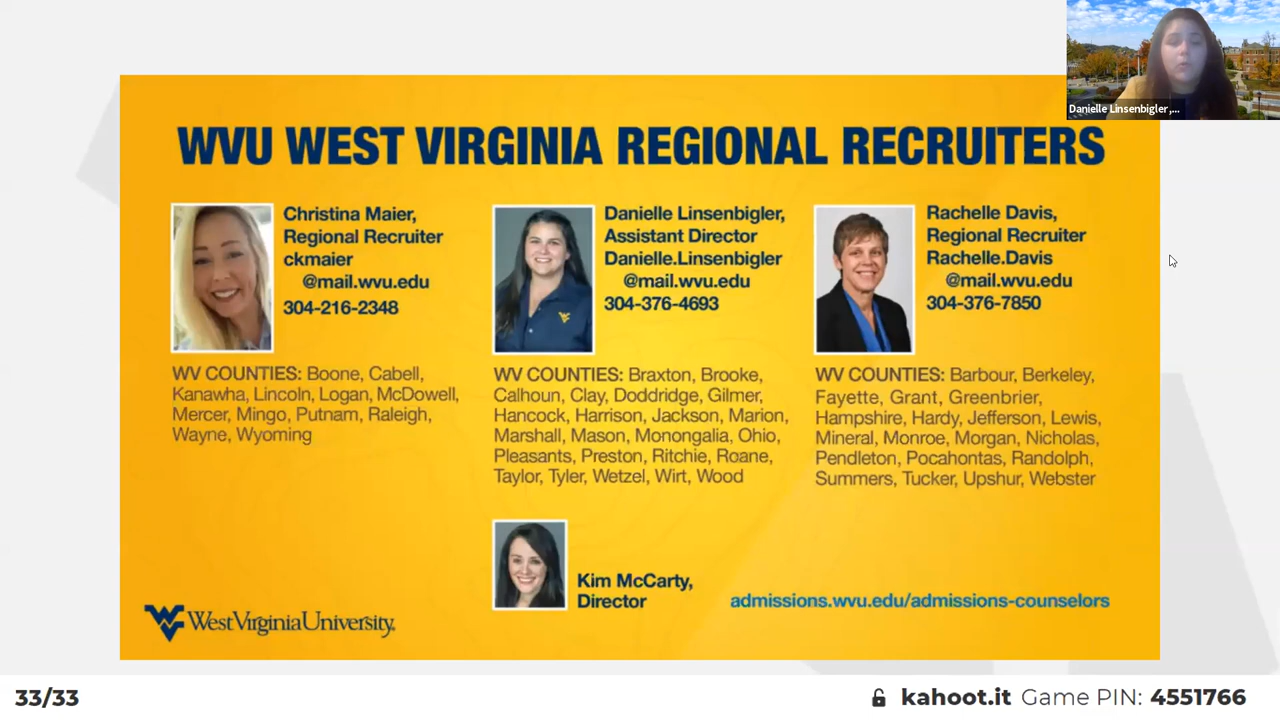 Danielle Linsenbigler,...
WVU WEST VIRGINIA REGIONAL RECRUITERS
Christina Maier,
Regional Recruiter
ckmaier
@mail.wvu.edu
304-216-2348
WV COUNTIES: Boone, Cabell,
Kanawha, Lincoln, Logan, McDowell,
Mercer, Mingo, Putnam, Raleigh,
Wayne, Wyoming
Danielle Linsenbigler,
Assistant Director
Danielle.Linsenbigler
@mail.wvu.edu
304-376-4693
WV COUNTIES: Braxton, Brooke,
Calhoun, Clay, Doddridge, Gilmer,
Hancock, Harrison, Jackson, Marion,
Marshall, Mason, Monongalia, Ohio,
Pleasants, Preston, Ritchie, Roane,
Taylor, Tyler, Wetzel, Wirt, Wood
Rachelle Davis,
Regional Recruiter
Rachelle.Davis
@mail.wvu.edu
304-376-7850
WV COUNTIES: Barbour, Berkeley,
Fayette, Grant, Greenbrier,
Hampshire, Hardy, Jefferson, Lewis,
Mineral, Monroe, Morgan, Nicholas,
Pendleton, Pocahontas, Randolph,
Summers, Tucker, Upshur, Webster
Kim McCarty,
Director
admissions.wvu.edu/admissions-counselors
WestVirginiaUniversity.
33/33
kahoot.it Game PIN: 4551766